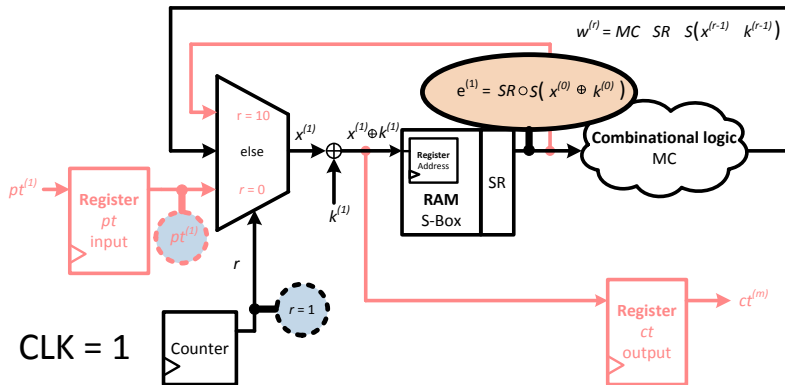 w^(r) = MC SR S(x^(r-1) k^(r-1))
e^(1) = SR○S( x^(0) ⊕ k^(0) )
r = 10
else
r = 0
x^(1)
x^(1)⊕k^(1)
k^(1)
Register
Address
RAM
S-Box
SR
Combinational logic
MC
pt^(1)
Register
pt
input
pt^(1)
r
r = 1
Counter
CLK = 1
Register
ct
output
ct^(m)